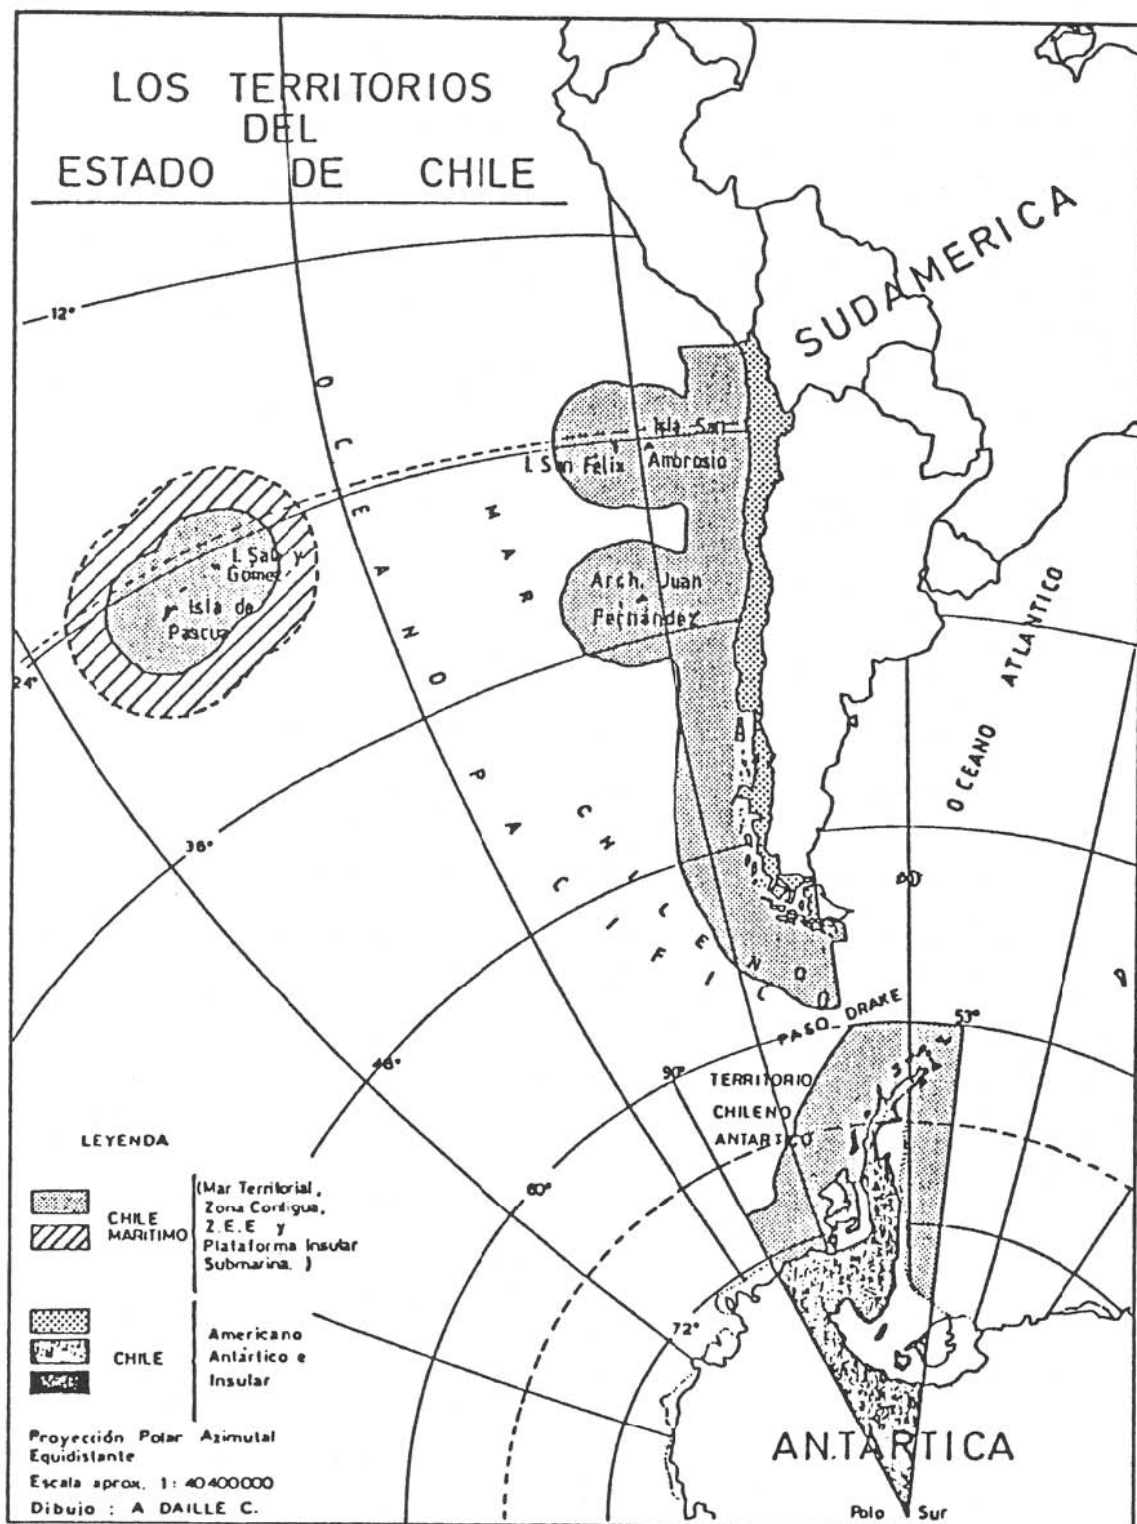 LOS TERRITORIOS
DEL
ESTADO DE CHILE
SUDAMERICA
12°
OCEANO PACIFICO
MAR CHILENO
Isla San
Ambrosio
I. San Félix
I. Sala y
Gómez
Isla de
Pascua
Arch. Juan
Fernández
OCEANO ATLANTICO
24°
36°
48°
60°
72°
90°
53°
PASO DRAKE
TERRITORIO
CHILENO
ANTARTICO
LEYENDA
CHILE
MARITIMO
(Mar Territorial,
Zona Contigua,
Z.E.E y
Plataforma Insular
Submarina. )
CHILE
Americano
Antártico e
Insular
Proyección Polar Azimutal
Equidistante
Escala aprox. 1: 40400000
Dibujo : A DAILLE C.
ANTARTICA
Polo Sur